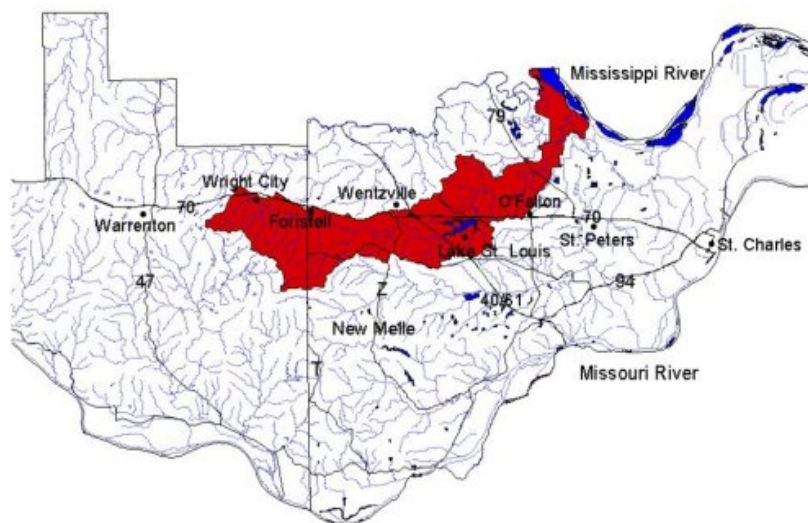 Mississippi River
79
Wright City
Wentzville
70
O'Fallon
Foristell
70
Warrenton
St. Peters
St. Charles
Lake St. Louis
47
Z
94
40/61
New Melle
T
Missouri River